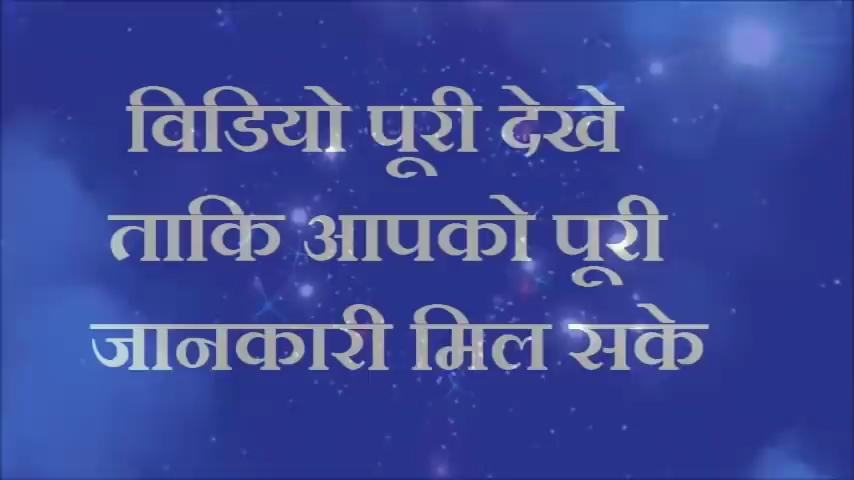 विडियो पूरी देखे
ताकि आपको पूरी
जानकारी मिल सके